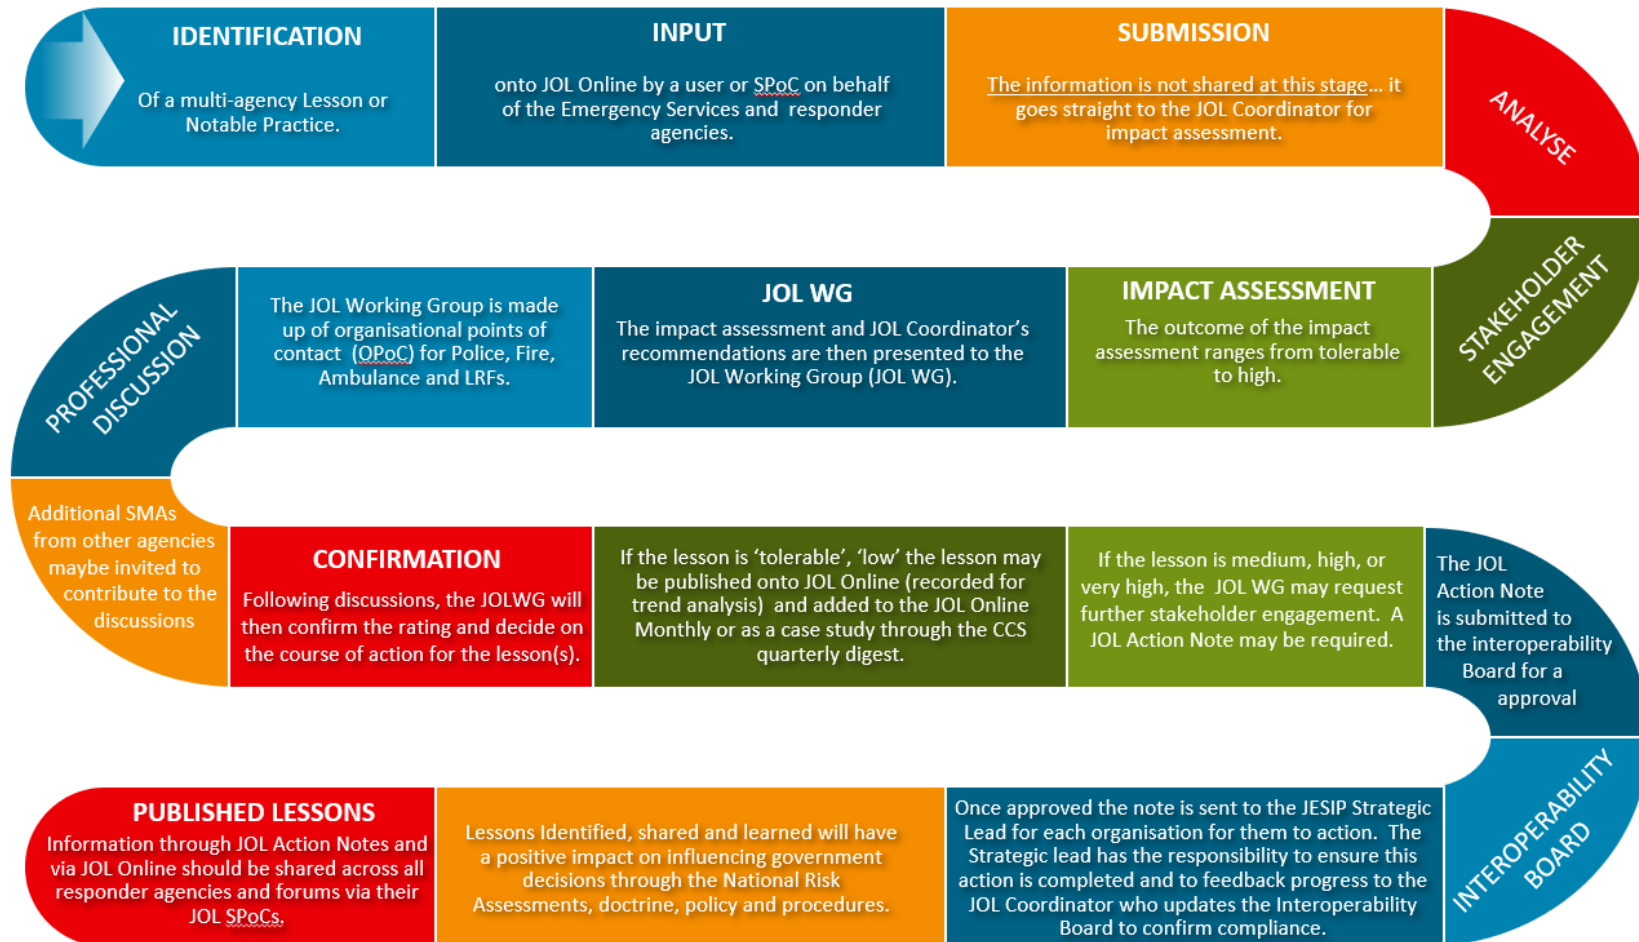 IDENTIFICATION
Of a multi-agency Lesson or
Notable Practice.
INPUT
onto JOL Online by a user or SPoC on behalf
of the Emergency Services and responder
agencies.
SUBMISSION
The information is not shared at this stage... it
goes straight to the JOL Coordinator for
impact assessment.
ANALYSE
STAKEHOLDER
ENGAGEMENT
IMPACT ASSESSMENT
The outcome of the impact
assessment ranges from tolerable
to high.
JOL WG
The impact assessment and JOL Coordinator's
recommendations are then presented to the
JOL Working Group (JOL WG).
The JOL Working Group is made
up of organisational points of
contact (OPoC) for Police, Fire,
Ambulance and LRFs.
PROFESSIONAL
DISCUSSION
Additional SMAs
from other agencies
maybe invited to
contribute to the
discussions
CONFIRMATION
Following discussions, the JOLWG will
then confirm the rating and decide on
the course of action for the lesson(s).
If the lesson is 'tolerable', 'low' the lesson may
be published onto JOL Online (recorded for
trend analysis) and added to the JOL Online
Monthly or as a case study through the CCS
quarterly digest.
If the lesson is medium, high, or
very high, the JOL WG may request
further stakeholder engagement. A
JOL Action Note may be required.
The JOL
Action Note
is submitted to
the interoperability
Board for a
approval
INTEROPERABILITY
BOARD
Once approved the note is sent to the JESIP Strategic
Lead for each organisation for them to action. The
Strategic lead has the responsibility to ensure this
action is completed and to feedback progress to the
JOL Coordinator who updates the Interoperability
Board to confirm compliance.
Lessons Identified, shared and learned will have
a positive impact on influencing government
decisions through the National Risk
Assessments, doctrine, policy and procedures.
PUBLISHED LESSONS
Information through JOL Action Notes and
via JOL Online should be shared across all
responder agencies and forums via their
JOL SPoCs.